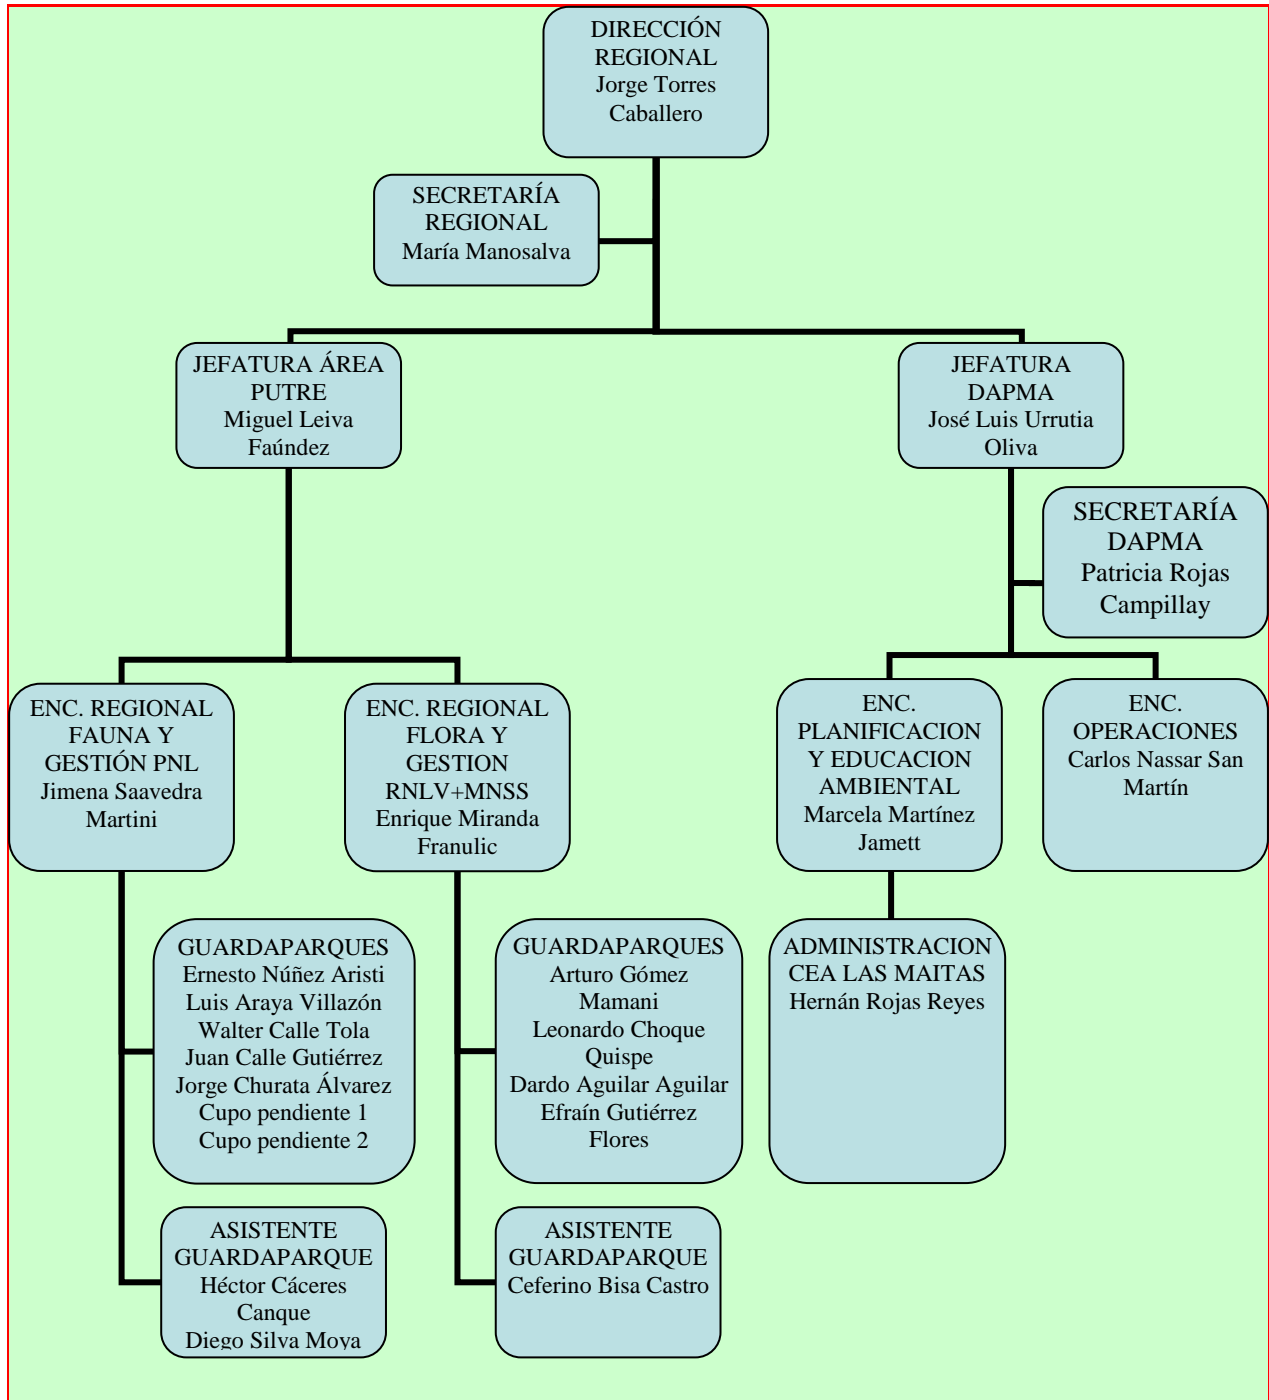 DIRECCIÓN
REGIONAL
Jorge Torres
Caballero
SECRETARÍA
REGIONAL
María Manosalva
JEFATURA ÁREA
PUTRE
Miguel Leiva
Faúndez
JEFATURA
DAPMA
José Luis Urrutia
Oliva
SECRETARÍA
DAPMA
Patricia Rojas
Campillay
ENC. REGIONAL
FAUNA Y
GESTIÓN PNL
Jimena Saavedra
Martini
ENC. REGIONAL
FLORA Y
GESTION
RNLV+MNSS
Enrique Miranda
Franulic
ENC.
PLANIFICACION
Y EDUCACION
AMBIENTAL
Marcela Martínez
Jamett
ENC.
OPERACIONES
Carlos Nassar San
Martín
GUARDAPARQUES
Ernesto Núñez Aristi
Luis Araya Villazón
Walter Calle Tola
Juan Calle Gutiérrez
Jorge Churata Álvarez
Cupo pendiente 1
Cupo pendiente 2
GUARDAPARQUES
Arturo Gómez
Mamani
Leonardo Choque
Quispe
Dardo Aguilar Aguilar
Efraín Gutiérrez
Flores
ADMINISTRACION
CEA LAS MAITAS
Hernán Rojas Reyes
ASISTENTE
GUARDAPARQUE
Héctor Cáceres
Canque
Diego Silva Moya
ASISTENTE
GUARDAPARQUE
Ceferino Bisa Castro